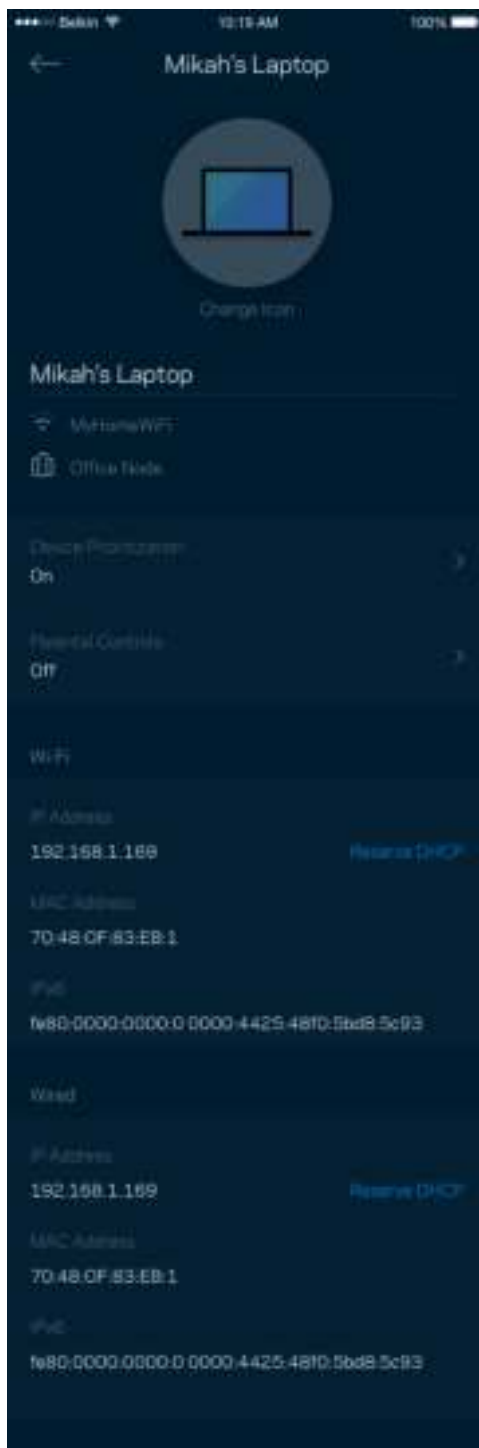 Belkin 10:19 AM 100%
Mikah's Laptop
Change Icon
Mikah's Laptop
MyHomeWiFi
Office Node
Device Prioritization
On
Parental Controls
Off
Wi-Fi
IP Address
192.168.1.169 Reserve DHCP
MAC Address
70:48:0F:83:EB:1
IPv6
fe80:0000:0000:0 0000:4425:48f0:5bd8:5c93
Wired
IP Address
192.168.1.169 Reserve DHCP
MAC Address
70:48:0F:83:EB:1
IPv6
fe80:0000:0000:0 0000:4425:48f0:5bd8:5c93